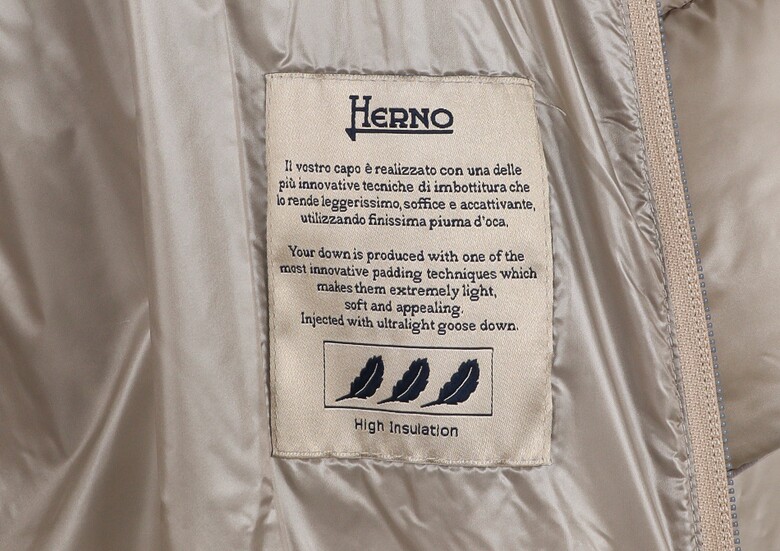 HERNO
Il vostro capo è realizzato con una delle
più innovative tecniche di imbottitura che
lo rende leggerissimo, soffice e accattivante,
utilizzando finissima piuma d'oca.
Your down is produced with one of the
most innovative padding techniques which
makes them extremely light,
soft and appealing.
Injected with ultralight goose down.
High Insulation